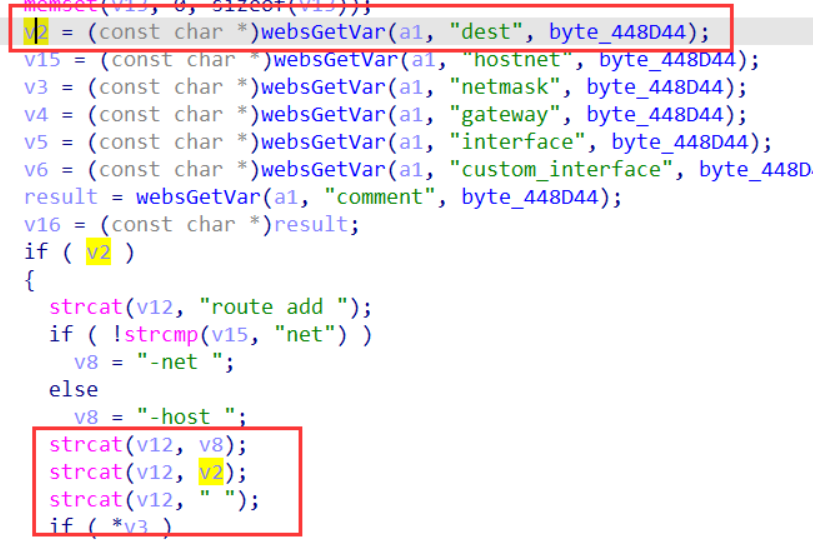 memset(v13, 0, sizeof(v13));
v2 = (const char *)websGetVar(a1, "dest", byte_448D44);
v15 = (const char *)websGetVar(a1, "hostnet", byte_448D44);
v3 = (const char *)websGetVar(a1, "netmask", byte_448D44);
v4 = (const char *)websGetVar(a1, "gateway", byte_448D44);
v5 = (const char *)websGetVar(a1, "interface", byte_448D44);
v6 = (const char *)websGetVar(a1, "custom_interface", byte_448D
result = websGetVar(a1, "comment", byte_448D44);
v16 = (const char *)result;
if ( v2 )
{
strcat(v12, "route add ");
if ( !strcmp(v15, "net") )
v8 = "-net ";
else
v8 = "-host ";
strcat(v12, v8);
strcat(v12, v2);
strcat(v12, " ");
if ( *v3 )